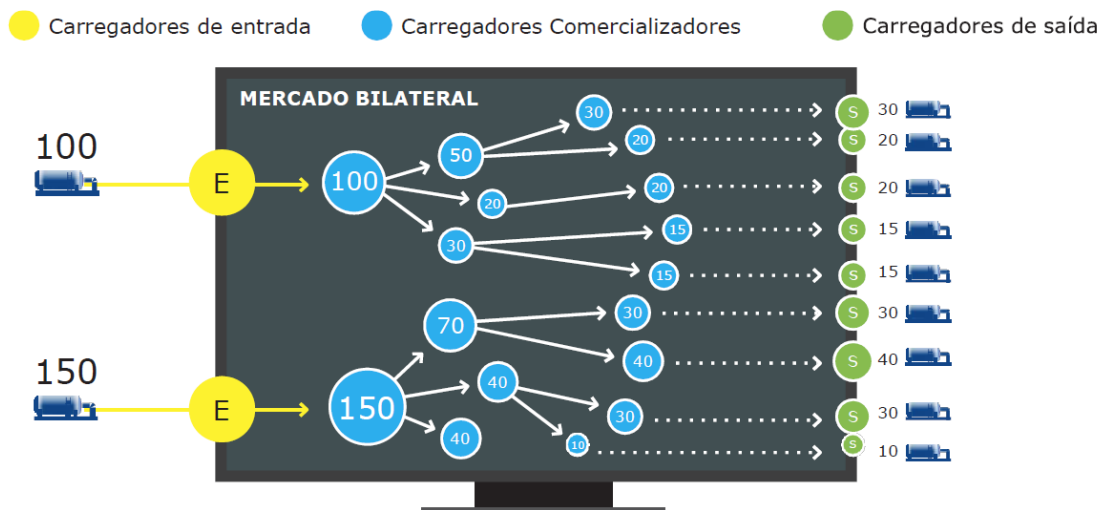 Carregadores de entrada
Carregadores Comercializadores
Carregadores de saída
MERCADO BILATERAL
100
E
100
50
30
S
30
20
S
20
20
20
S
20
30
15
S
15
15
S
15
150
E
150
70
30
S
30
40
S
40
40
30
S
30
10
S
10
40